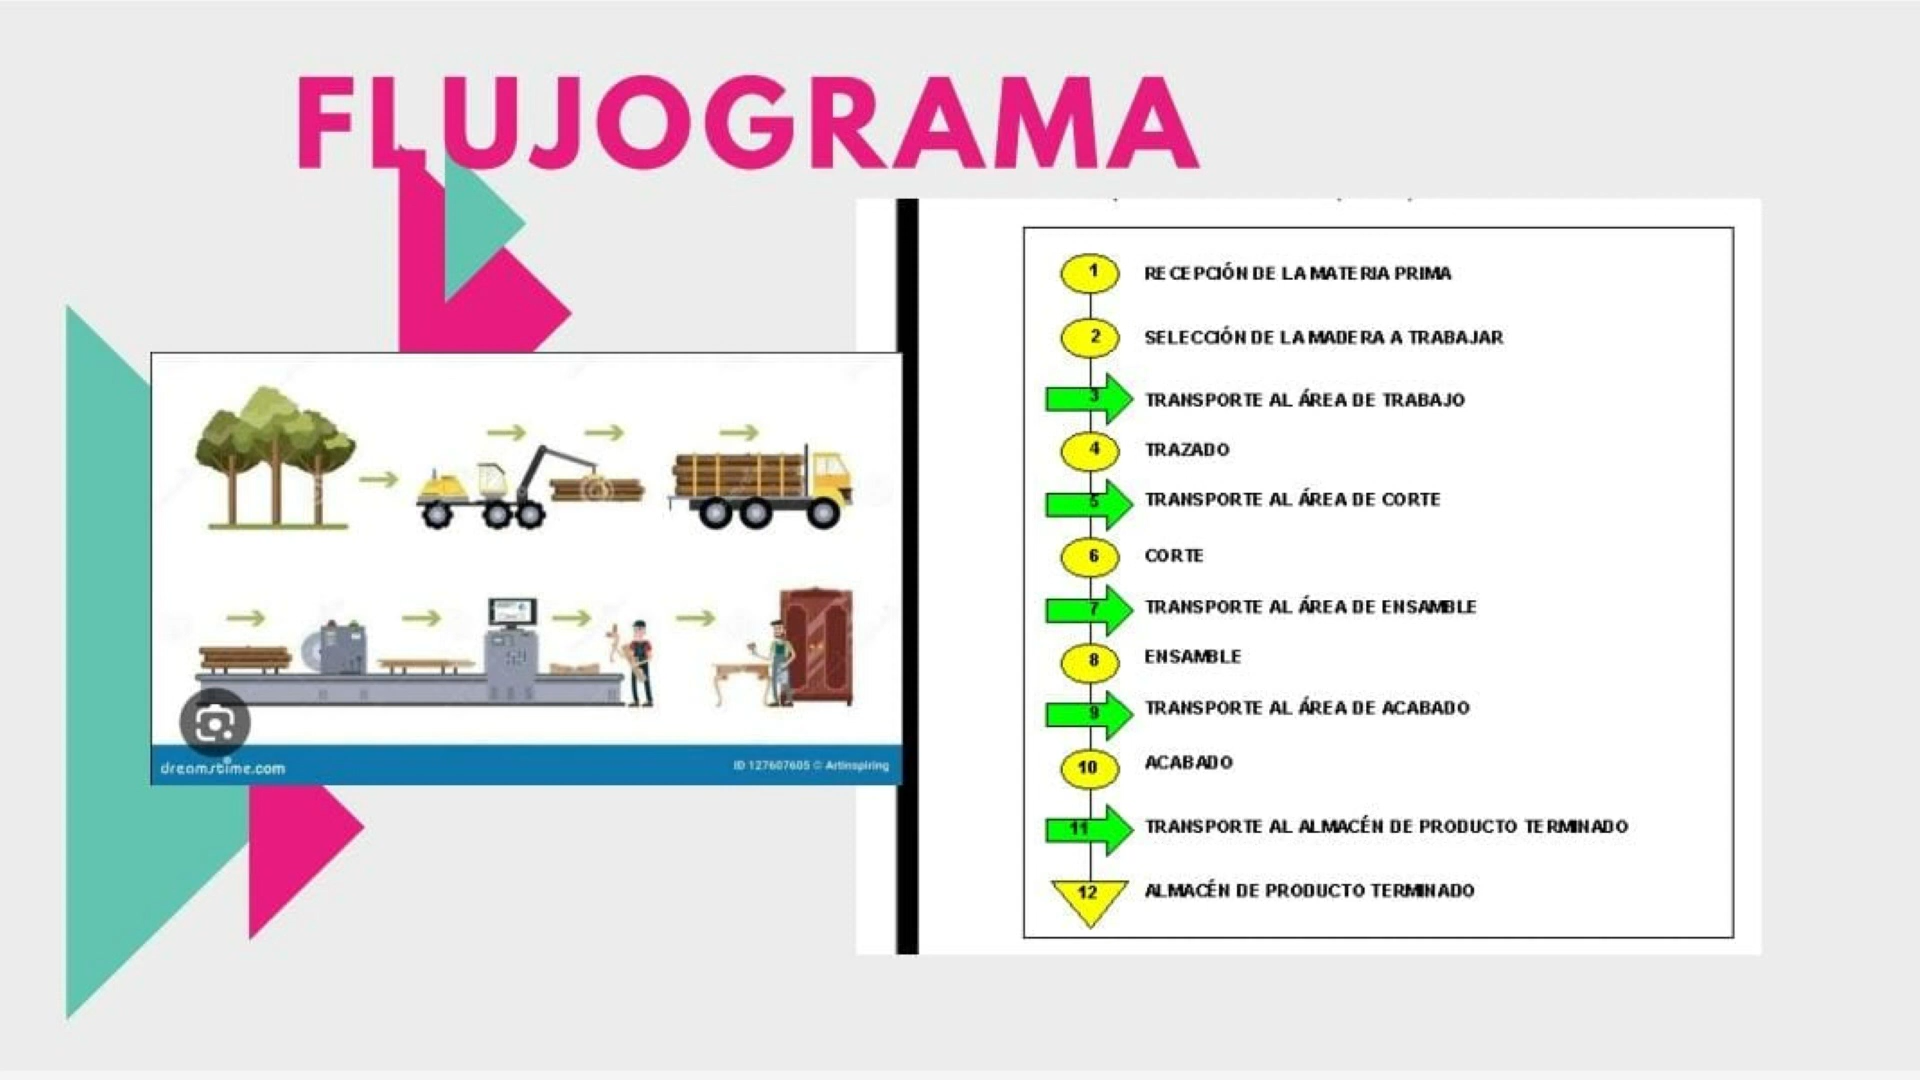 FLUJOGRAMA
dreamstime.com
ID 127607605 © Artinspiring
1 RECEPCIÓN DE LA MATERIA PRIMA
2 SELECCIÓN DE LA MADERA A TRABAJAR
3 TRANSPORTE AL ÁREA DE TRABAJO
4 TRAZADO
5 TRANSPORTE AL ÁREA DE CORTE
6 CORTE
7 TRANSPORTE AL ÁREA DE ENSAMBLE
8 ENSAMBLE
9 TRANSPORTE AL ÁREA DE ACABADO
10 ACABADO
11 TRANSPORTE AL ALMACÉN DE PRODUCTO TERMINADO
12 ALMACÉN DE PRODUCTO TERMINADO